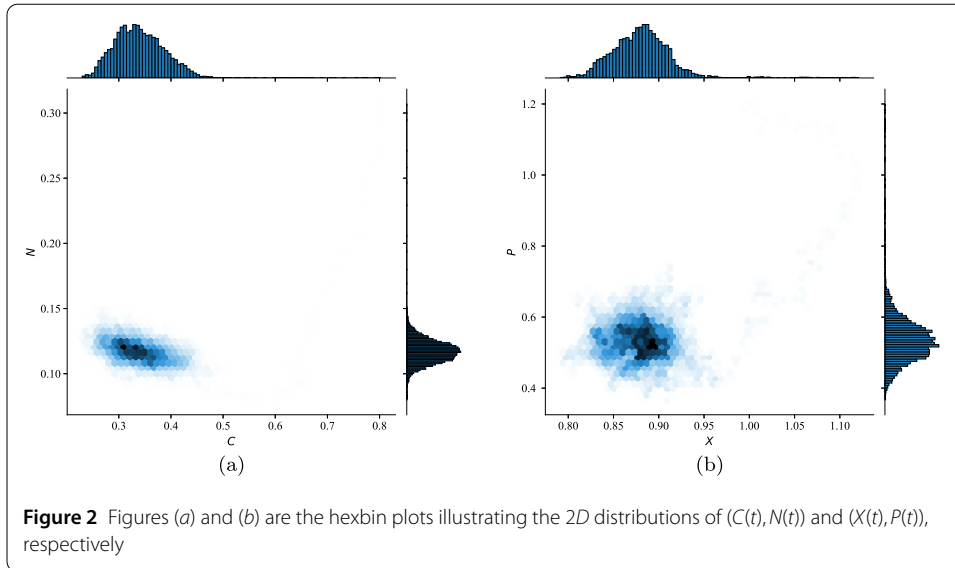 0.30
0.25
0.20
0.15
0.10
N
0.3 0.4 0.5 0.6 0.7 0.8
C
(a)
1.2
1.0
0.8
0.6
0.4
P
0.80 0.85 0.90 0.95 1.00 1.05 1.10
X
(b)
Figure 2 Figures (a) and (b) are the hexbin plots illustrating the 2D distributions of (C(t), N(t)) and (X(t), P(t)),
respectively